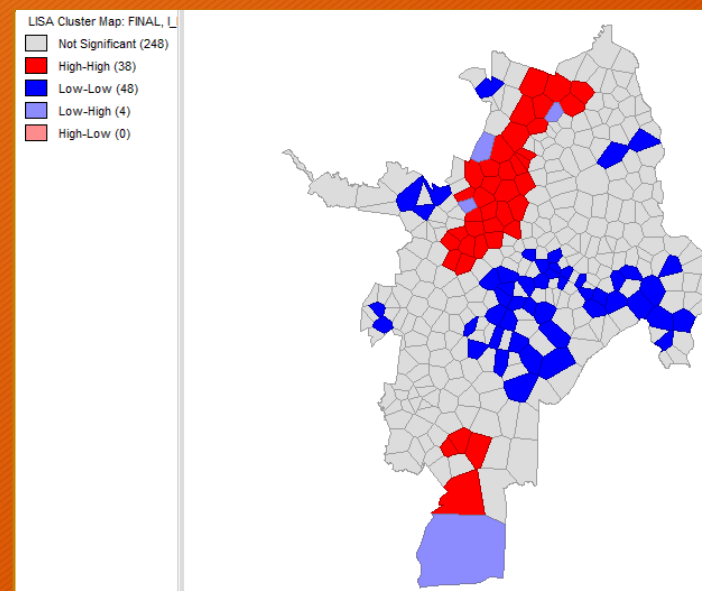 LISA Cluster Map: FINAL, I_
Not Significant (248)
High-High (38)
Low-Low (48)
Low-High (4)
High-Low (0)